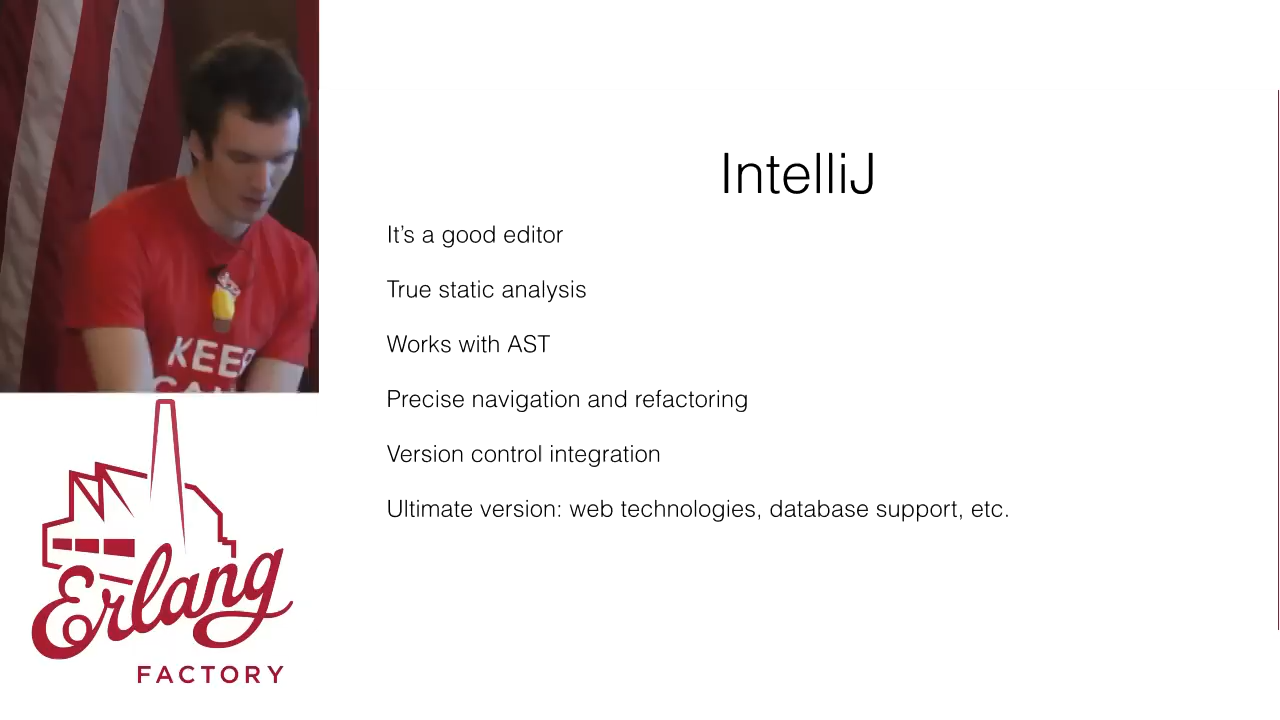 IntelliJ
It's a good editor
True static analysis
Works with AST
Precise navigation and refactoring
Version control integration
Ultimate version: web technologies, database support, etc.
KEEP
Erlang
FACTORY